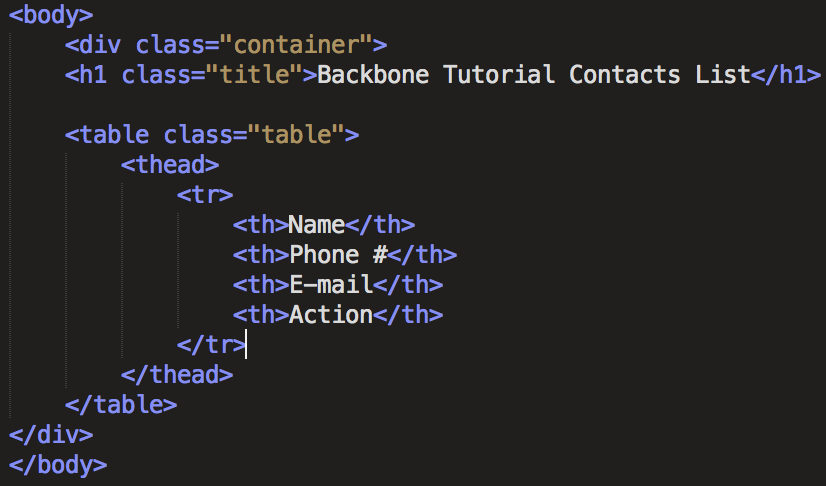 <body>
<div class="container">
<h1 class="title">Backbone Tutorial Contacts List</h1>
<table class="table">
<thead>
<tr>
<th>Name</th>
<th>Phone #</th>
<th>E-mail</th>
<th>Action</th>
</tr>
</thead>
</table>
</div>
</body>